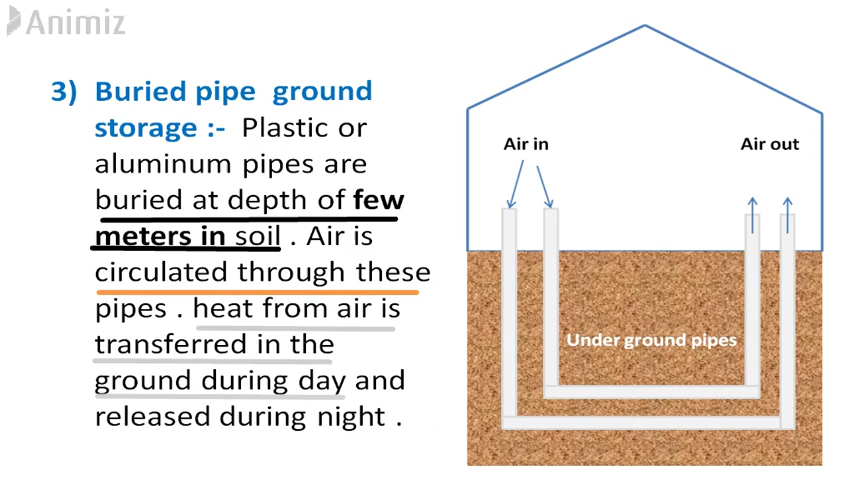 Animiz
3) Buried pipe ground
storage :- Plastic or
aluminum pipes are
buried at depth of few
meters in soil . Air is
circulated through these
pipes . heat from air is
transferred in the
ground during day and
released during night .
Air in
Air out
Under ground pipes